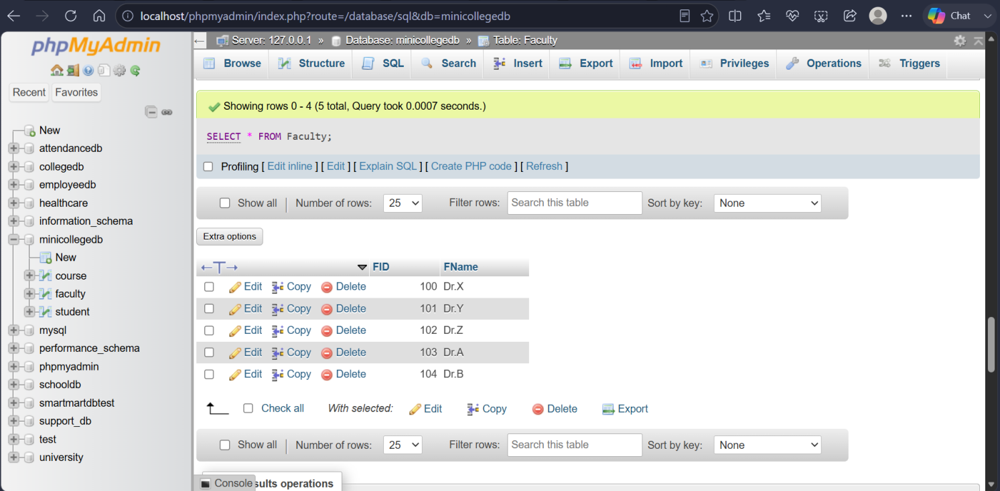 localhost/phpmyadmin/index.php?route=/database/sql&db=minicollegedb
Chat
phpMyAdmin
Recent Favorites
New
attendancedb
collegedb
employeedb
healthcare
information_schema
minicollegedb
New
course
faculty
student
mysql
performance_schema
phpmyadmin
schooldb
smartmartdbtest
support_db
test
university
Server: 127.0.0.1 » Database: minicollegedb » Table: Faculty
Browse Structure SQL Search Insert Export Import Privileges Operations Triggers
Showing rows 0 - 4 (5 total, Query took 0.0007 seconds.)
SELECT * FROM Faculty;
Profiling [ Edit inline ] [ Edit ] [ Explain SQL ] [ Create PHP code ] [ Refresh ]
Show all | Number of rows: 25 Filter rows: Search this table Sort by key: None
Extra options
←T→ FID FName
Edit Copy Delete 100 Dr.X
Edit Copy Delete 101 Dr.Y
Edit Copy Delete 102 Dr.Z
Edit Copy Delete 103 Dr.A
Edit Copy Delete 104 Dr.B
Check all With selected: Edit Copy Delete Export
Show all | Number of rows: 25 Filter rows: Search this table Sort by key: None
Console sults operations